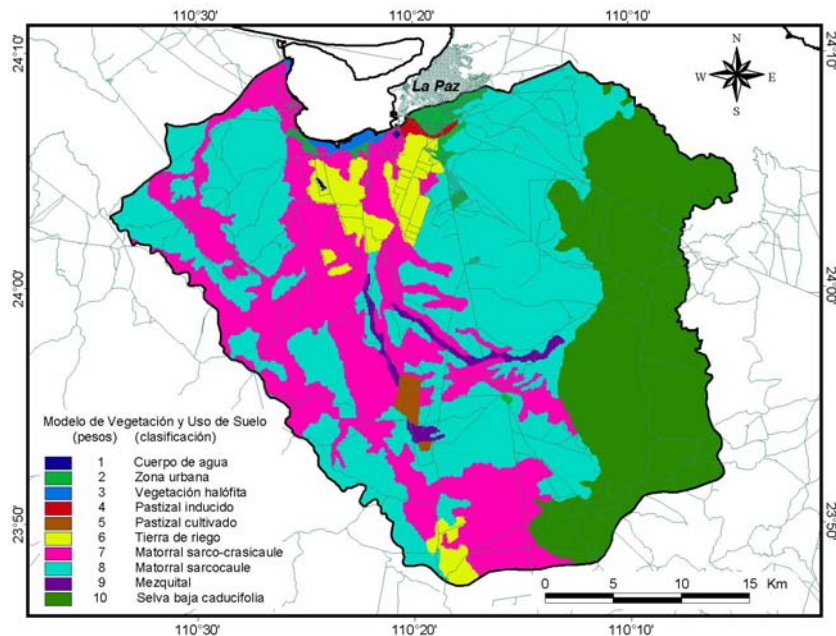 110°30' 110°20' 110°10'
24°10' 24°10'
La Paz
N
W E
S
24°00' 24°00'
23°50' 23°50'
Modelo de Vegetación y Uso de Suelo
(pesos) (clasificación)
1 Cuerpo de agua
2 Zona urbana
3 Vegetación halófita
4 Pastizal inducido
5 Pastizal cultivado
6 Tierra de riego
7 Matorral sarco-crasicaule
8 Matorral sarcocaule
9 Mezquital
10 Selva baja caducifolia
0 5 10 15 Km
110°30' 110°20' 110°10'